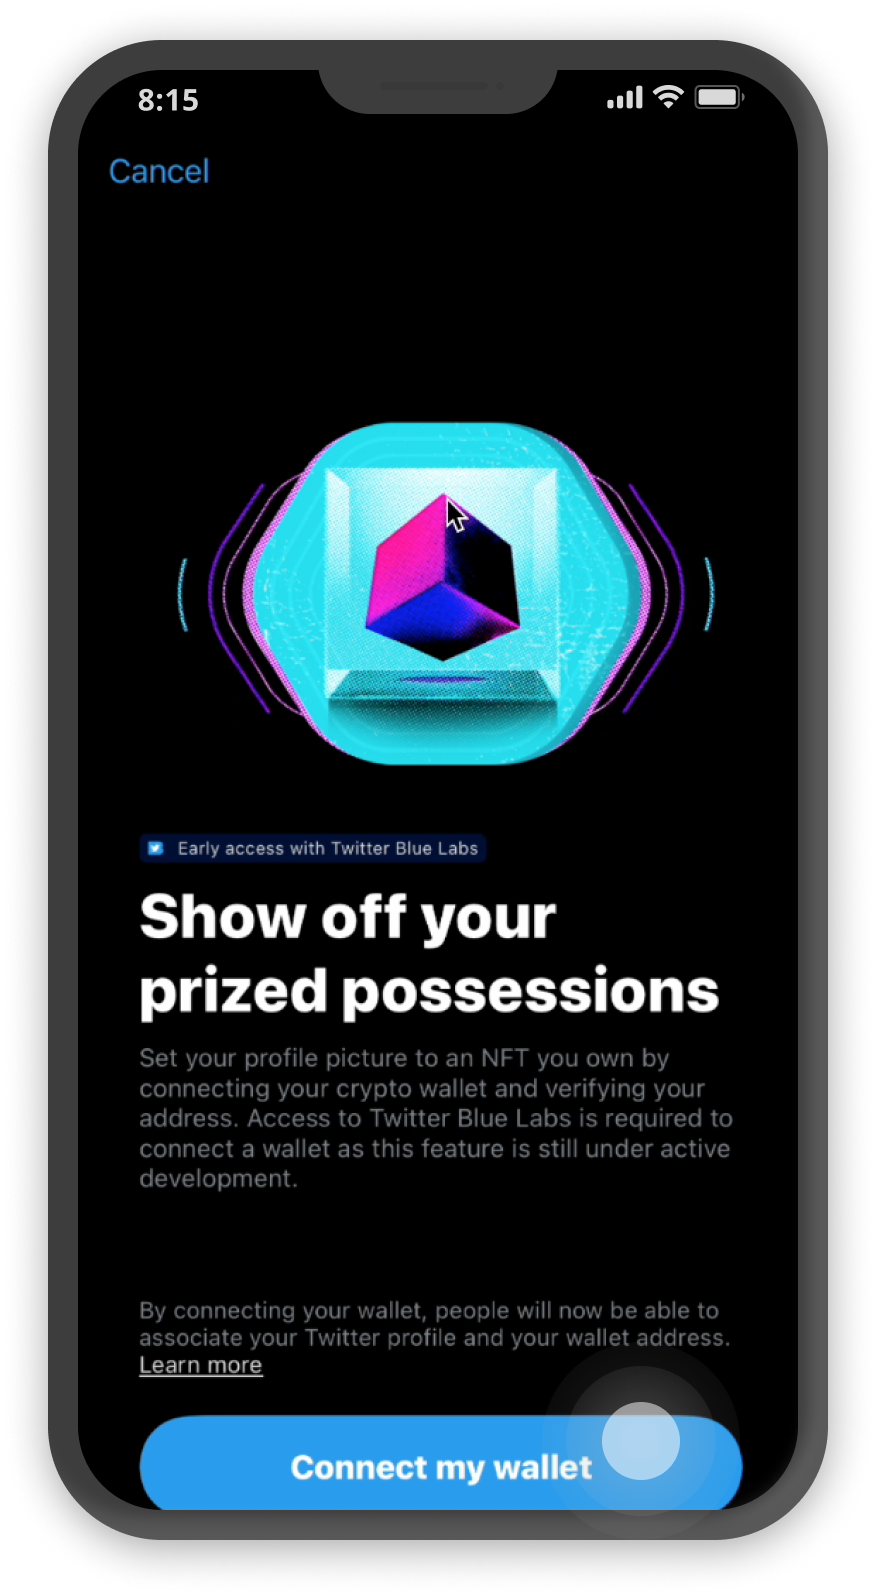 8:15
Cancel
Early access with Twitter Blue Labs
Show off your
prized possessions
Set your profile picture to an NFT you own by
connecting your crypto wallet and verifying your
address. Access to Twitter Blue Labs is required to
connect a wallet as this feature is still under active
development.
By connecting your wallet, people will now be able to
associate your Twitter profile and your wallet address.
Learn more
Connect my wallet